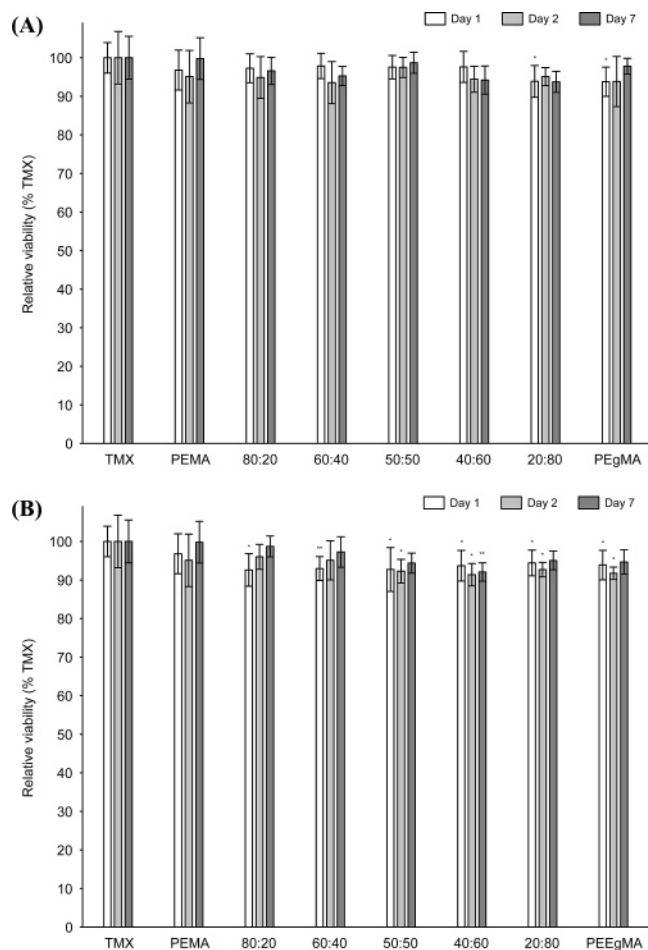 (A)
Day 1 Day 2 Day 7
Relative viability (% TMX)
100
90
80
70
60
50
40
30
20
10
0
* *
TMX PEMA 80:20 60:40 50:50 40:60 20:80 PEgMA
(B)
Day 1 Day 2 Day 7
Relative viability (% TMX)
100
90
80
70
60
50
40
30
20
10
0
* ** * * * * ** * * * *
TMX PEMA 80:20 60:40 50:50 40:60 20:80 PEEgMA